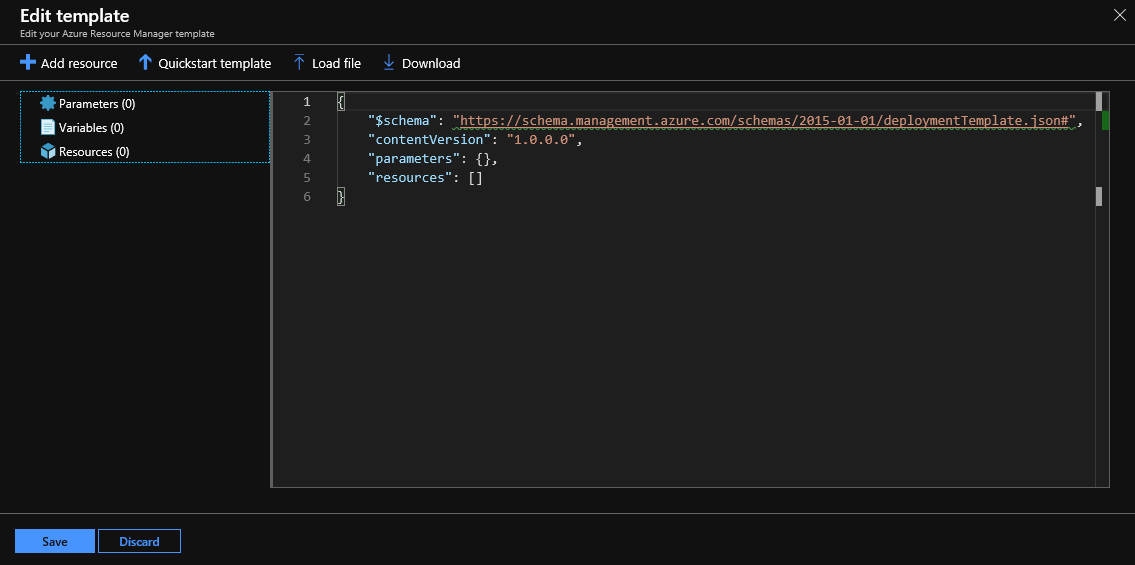 Edit template
Edit your Azure Resource Manager template
Add resource Quickstart template Load file Download
Parameters (0)
Variables (0)
Resources (0)
1 {
2 "$schema": "https://schema.management.azure.com/schemas/2015-01-01/deploymentTemplate.json#",
3 "contentVersion": "1.0.0.0",
4 "parameters": {},
5 "resources": []
6 }
Save Discard